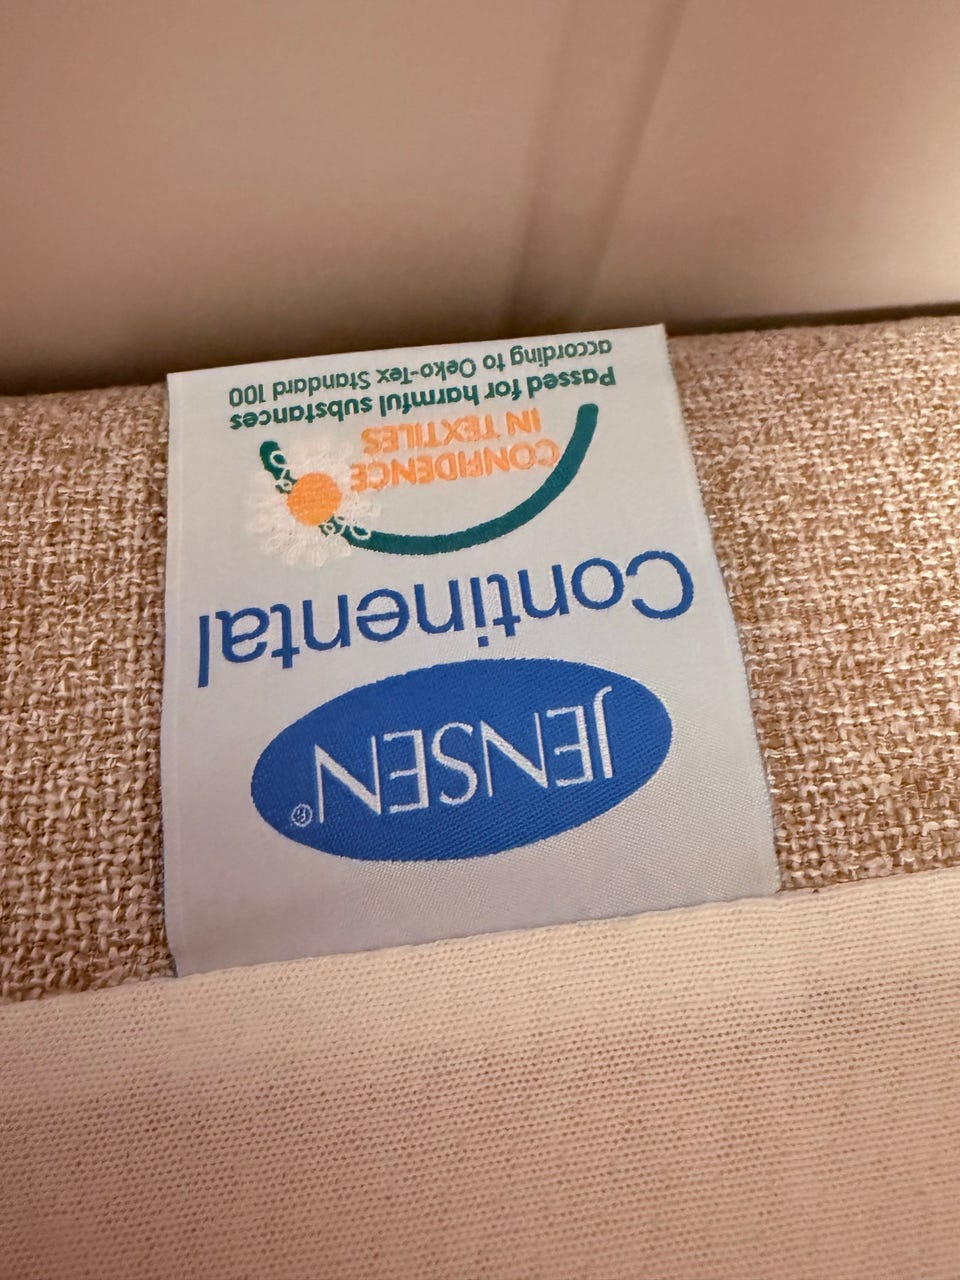 JENSEN®
Continental
CONFIDENCE
IN TEXTILES
Passed for harmful substances
according to Oeko-Tex Standard 100